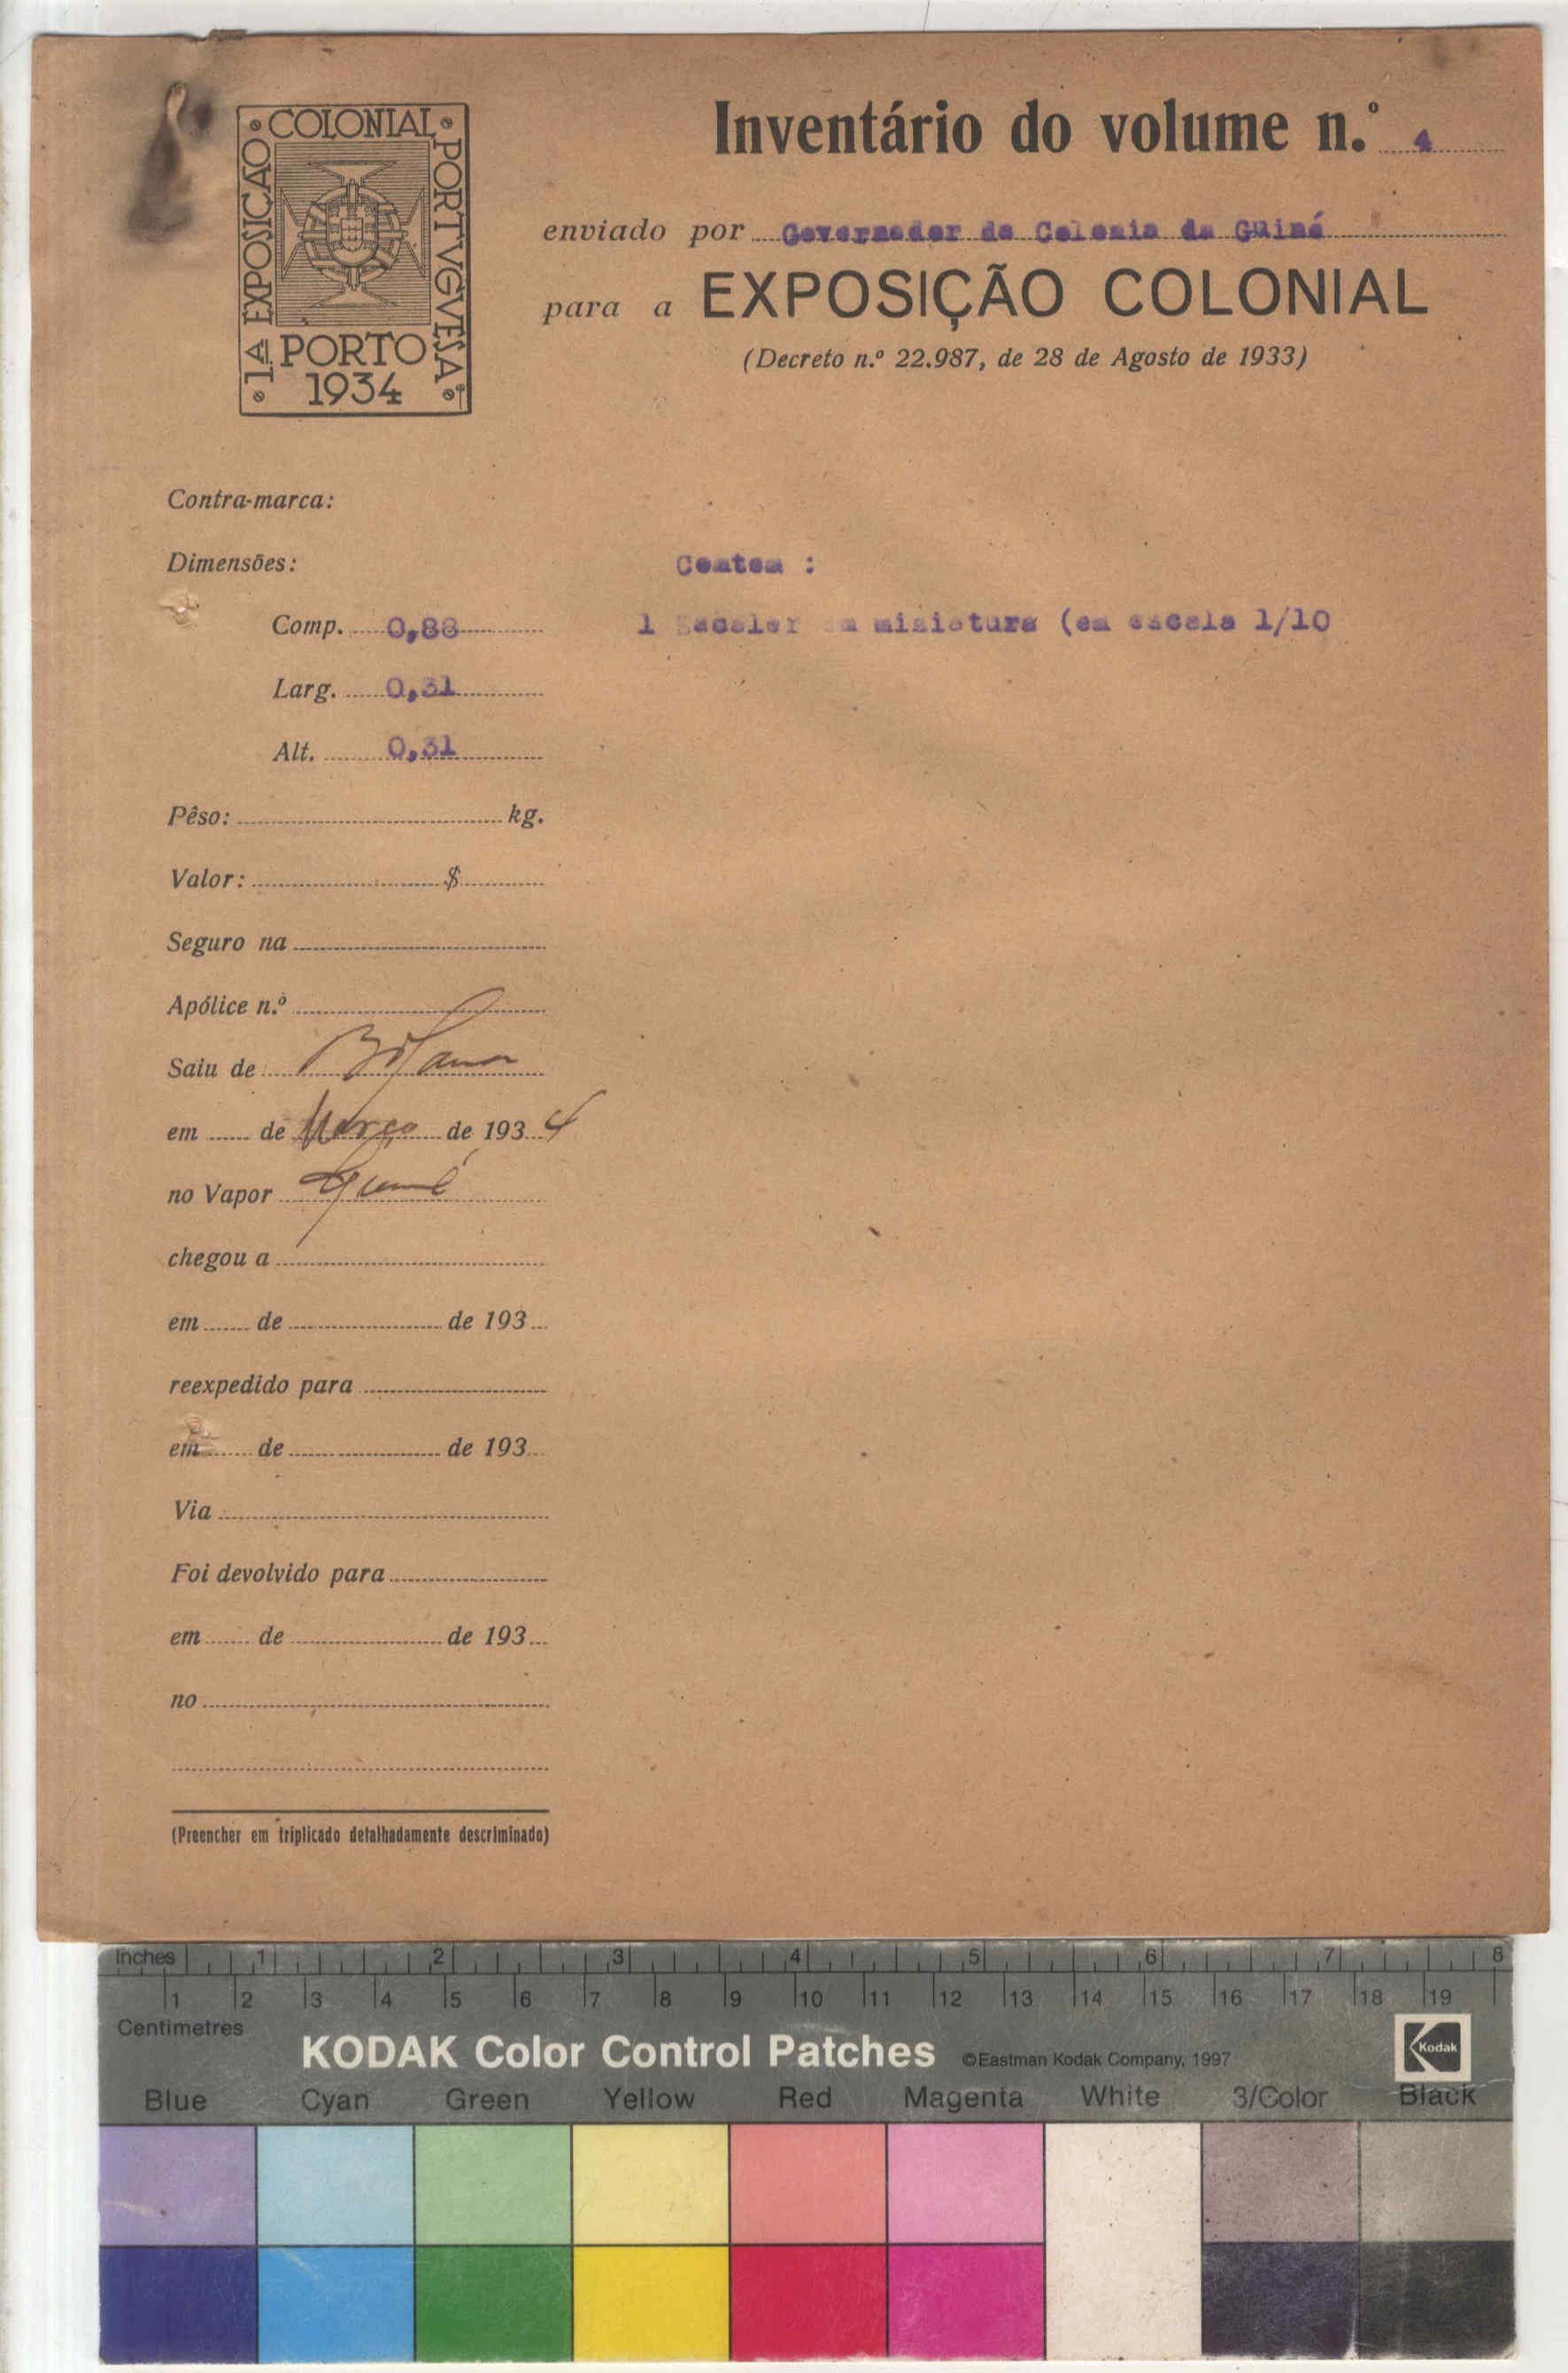 1ª EXPOSIÇÃO COLONIAL PORTVGVESA
PORTO
1934
Inventário do volume n.º 4
enviado por Governador da Colonia da Guiné
para a EXPOSIÇÃO COLONIAL
(Decreto n.º 22.987, de 28 de Agosto de 1933)
Contra-marca:
Dimensões:
Contem :
Comp. 0,88
1 Escaler em miniatura (em escala 1/10
Larg. 0,31
Alt. 0,31
Pêso: kg.
Valor: $
Seguro na
Apólice n.º
Saiu de Bolama
em de Março de 1934
no Vapor Guiné
chegou a
em de de 193
reexpedido para
em de de 193
Via
Foi devolvido para
em de de 193
no
(Preencher em triplicado detalhadamente descriminado)
Inches 1 2 3 4 5 6 7 8
1 2 3 4 5 6 7 8 9 10 11 12 13 14 15 16 17 18 19
Centimetres
KODAK Color Control Patches ©Eastman Kodak Company, 1997 Kodak
Blue Cyan Green Yellow Red Magenta White 3/Color Black